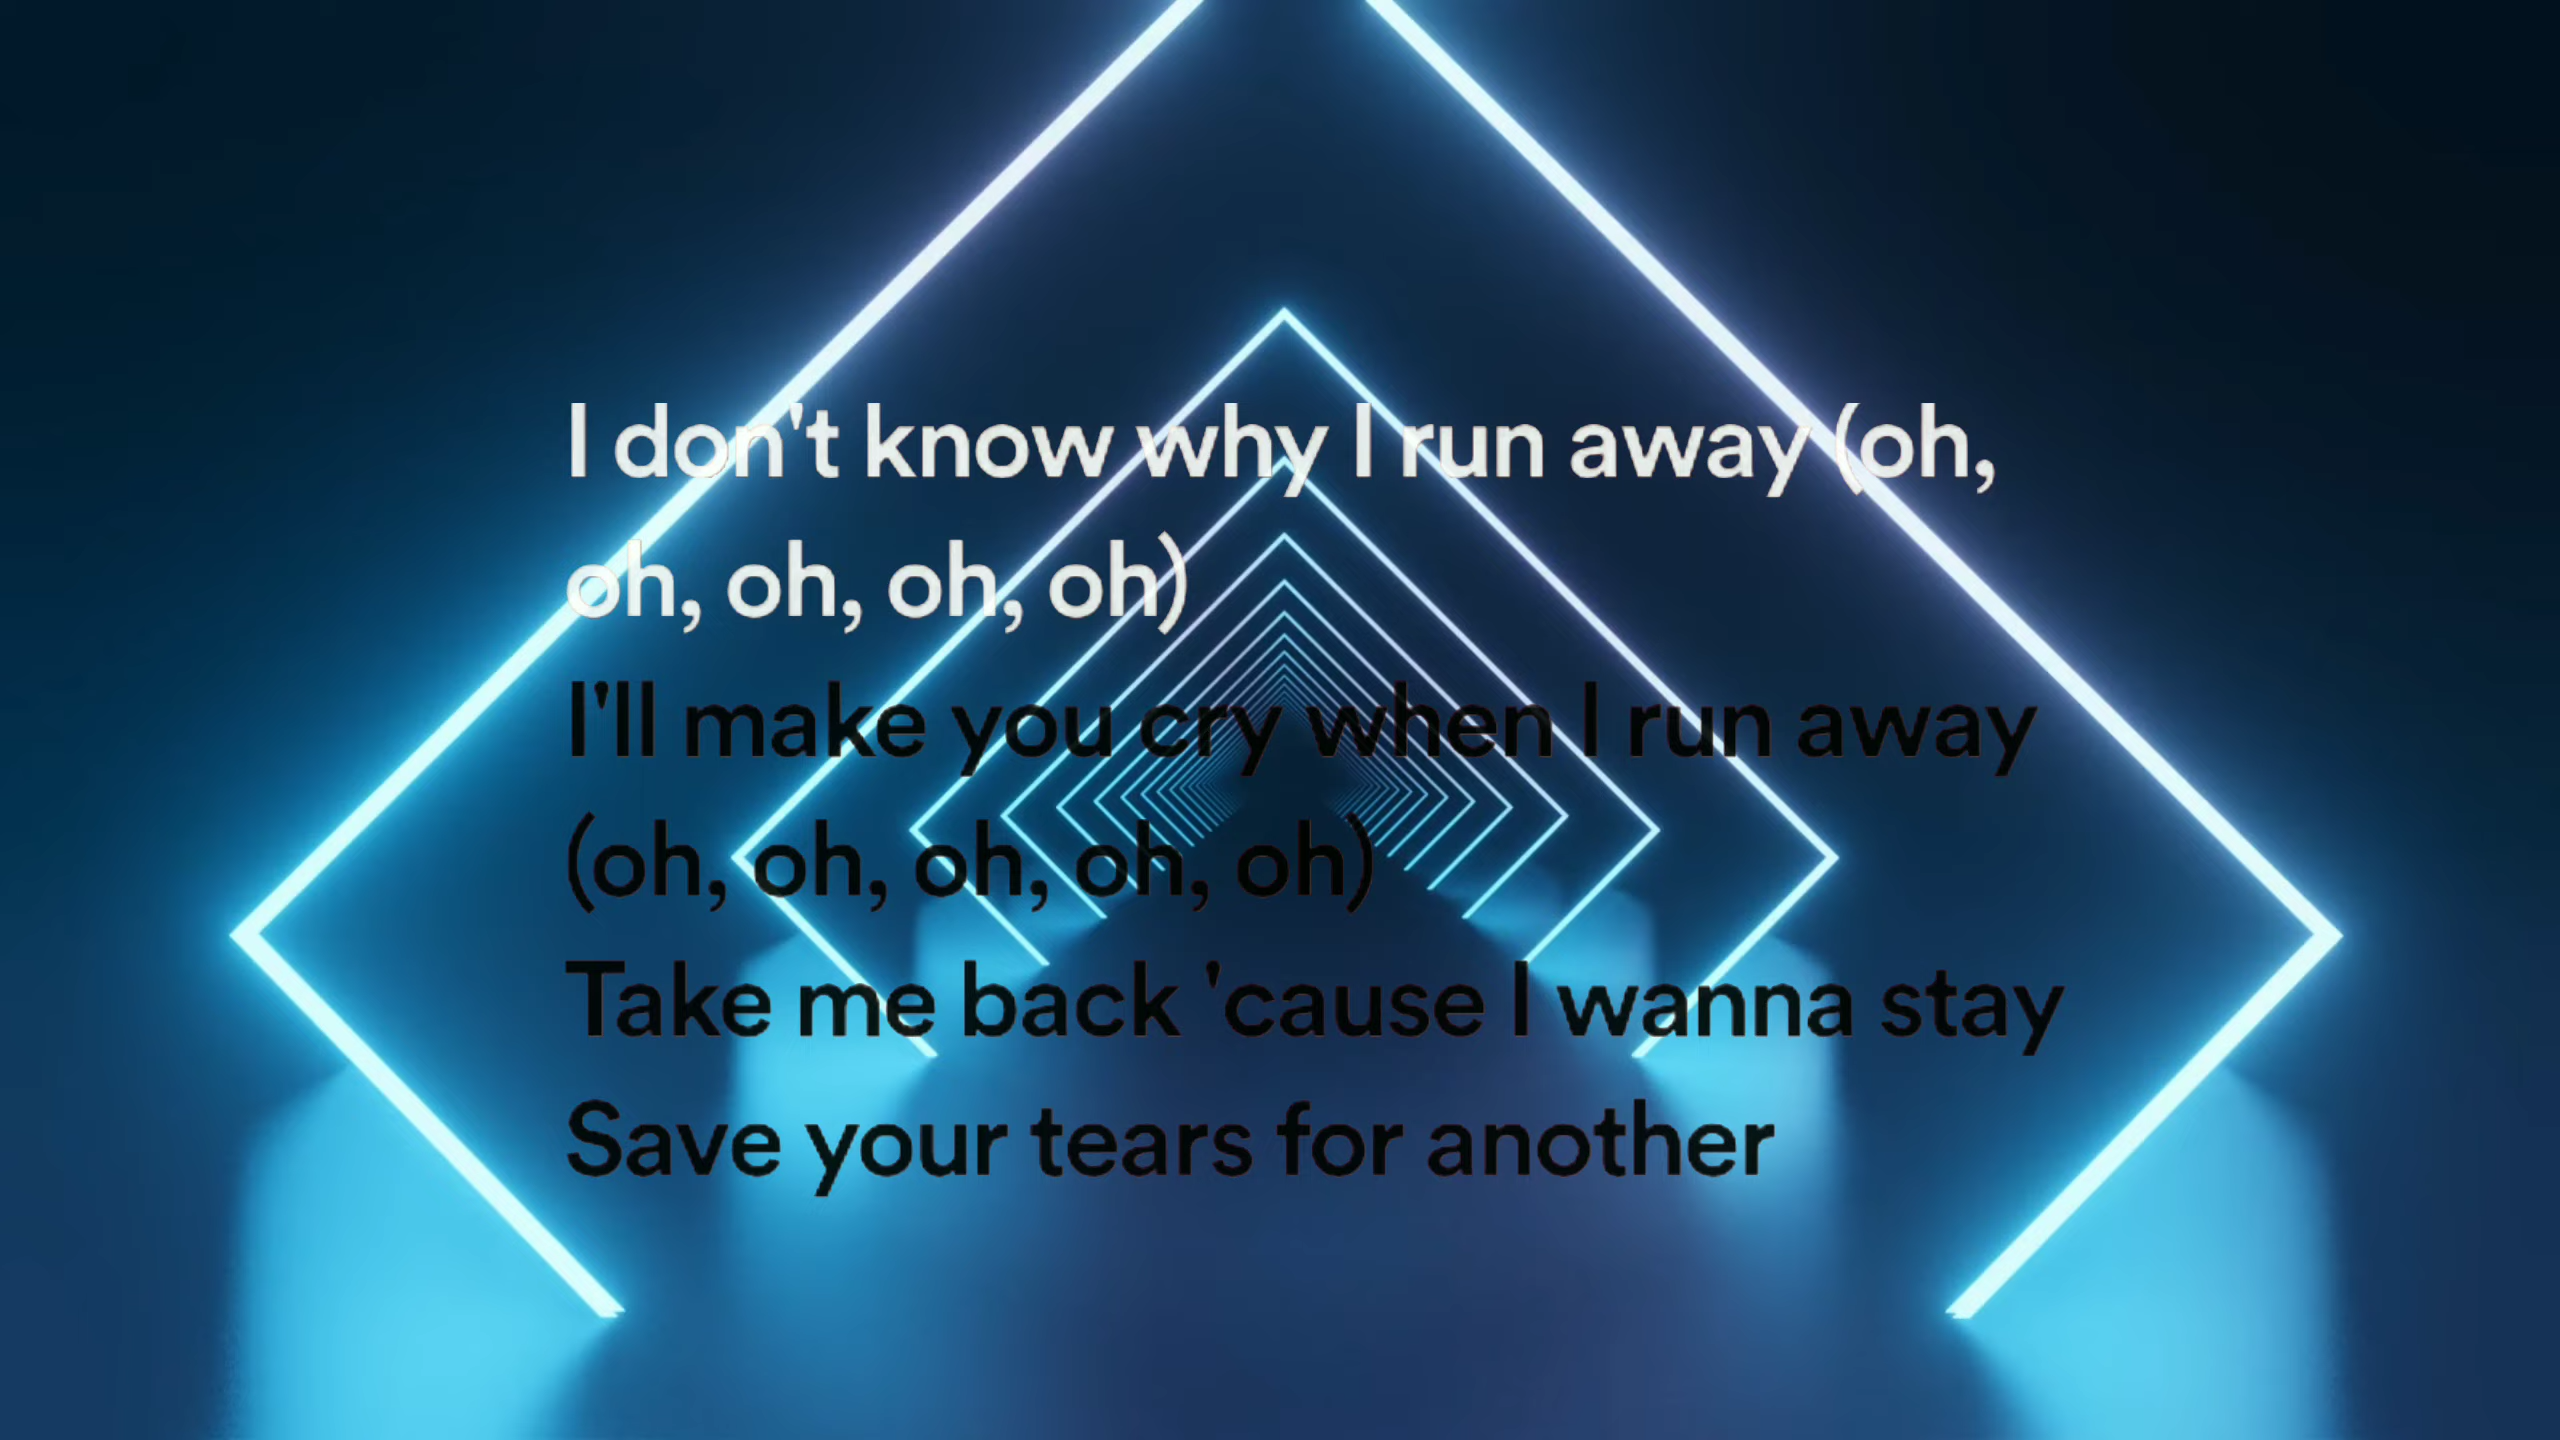 I don't know why I run away (oh,
oh, oh, oh, oh)
I'll make you cry when I run away
(oh, oh, oh, oh, oh)
Take me back 'cause I wanna stay
Save your tears for another